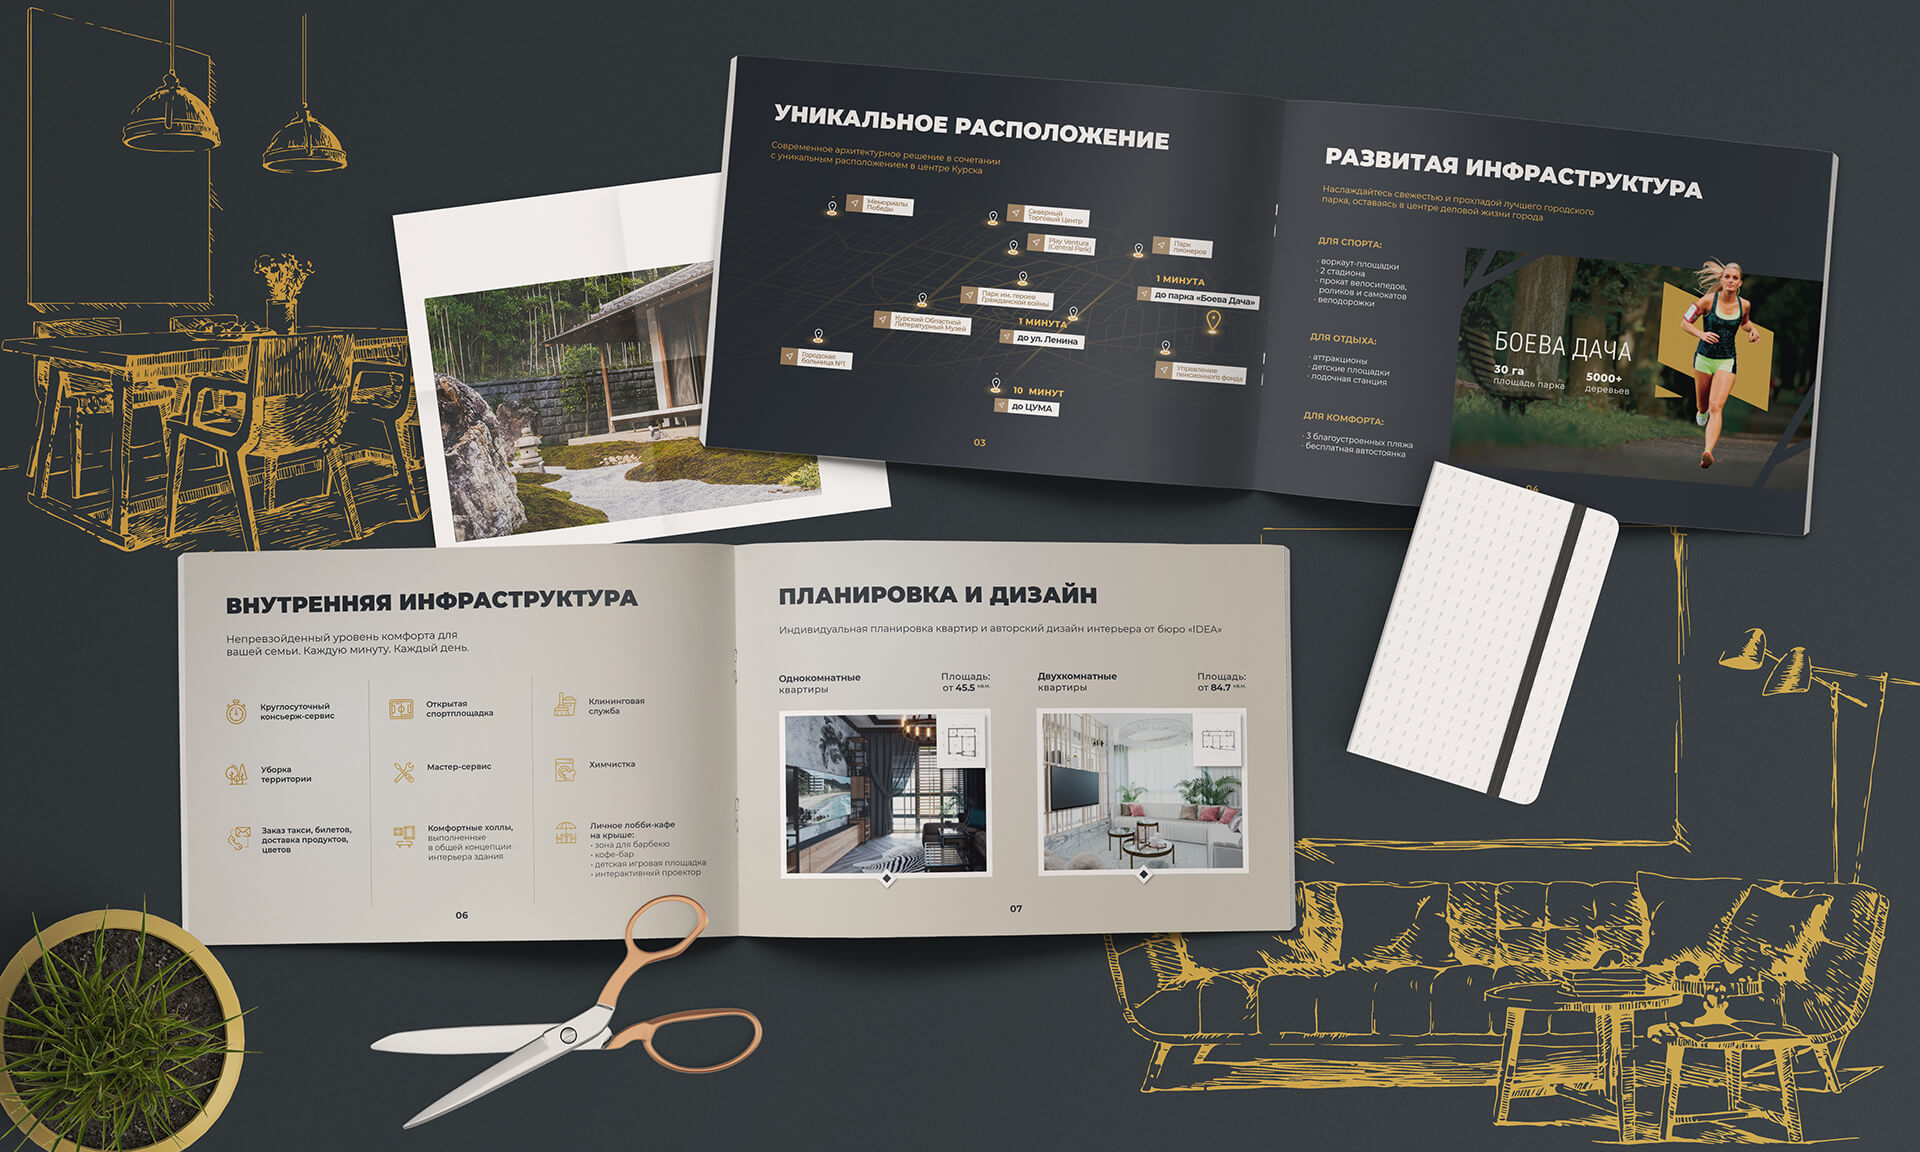 УНИКАЛЬНОЕ РАСПОЛОЖЕНИЕ
Современное архитектурное решение в сочетании
с уникальным расположением в центре Курска
Мемориалы
Победы
Северный
Торговый Центр
Play Ventura
(Central Park)
Парк
пионеров
1 МИНУТА
до парка «Боева Дача»
Парк им. героев
Гражданской войны
Курский Областной
Литературный Музей
1 МИНУТА
до ул. Ленина
Городская
больница №1
Управление
пенсионного фонда
10 МИНУТ
до ЦУМА
03
РАЗВИТАЯ ИНФРАСТРУКТУРА
Наслаждайтесь свежестью и прохладой лучшего городского
парка, оставаясь в центре деловой жизни города
ДЛЯ СПОРТА:
· воркаут-площадки
· 2 стадиона
· прокат велосипедов,
роликов и самокатов
· велодорожки
ДЛЯ ОТДЫХА:
· аттракционы
· детские площадки
· лодочная станция
ДЛЯ КОМФОРТА:
· 3 благоустроенных пляжа
· бесплатная автостоянка
БОЕВА ДАЧА
30 га
площадь парка
5000+
деревьев
04
ВНУТРЕННЯЯ ИНФРАСТРУКТУРА
Непревзойденный уровень комфорта для
вашей семьи. Каждую минуту. Каждый день.
Круглосуточный
консьерж-сервис
Открытая
спортплощадка
Клининговая
служба
Уборка
территории
Мастер-сервис
Химчистка
Заказ такси, билетов,
доставка продуктов,
цветов
Комфортные холлы,
выполненные
в общей концепции
интерьера здания
Личное лобби-кафе
на крыше:
· зона для барбекю
· кофе-бар
· детская игровая площадка
· интерактивный проектор
06
ПЛАНИРОВКА И ДИЗАЙН
Индивидуальная планировка квартир и авторский дизайн интерьера от бюро «IDEA»
Однокомнатные
квартиры
Площадь:
от 45.5 кв.м.
Двухкомнатные
квартиры
Площадь:
от 84.7 кв.м.
07